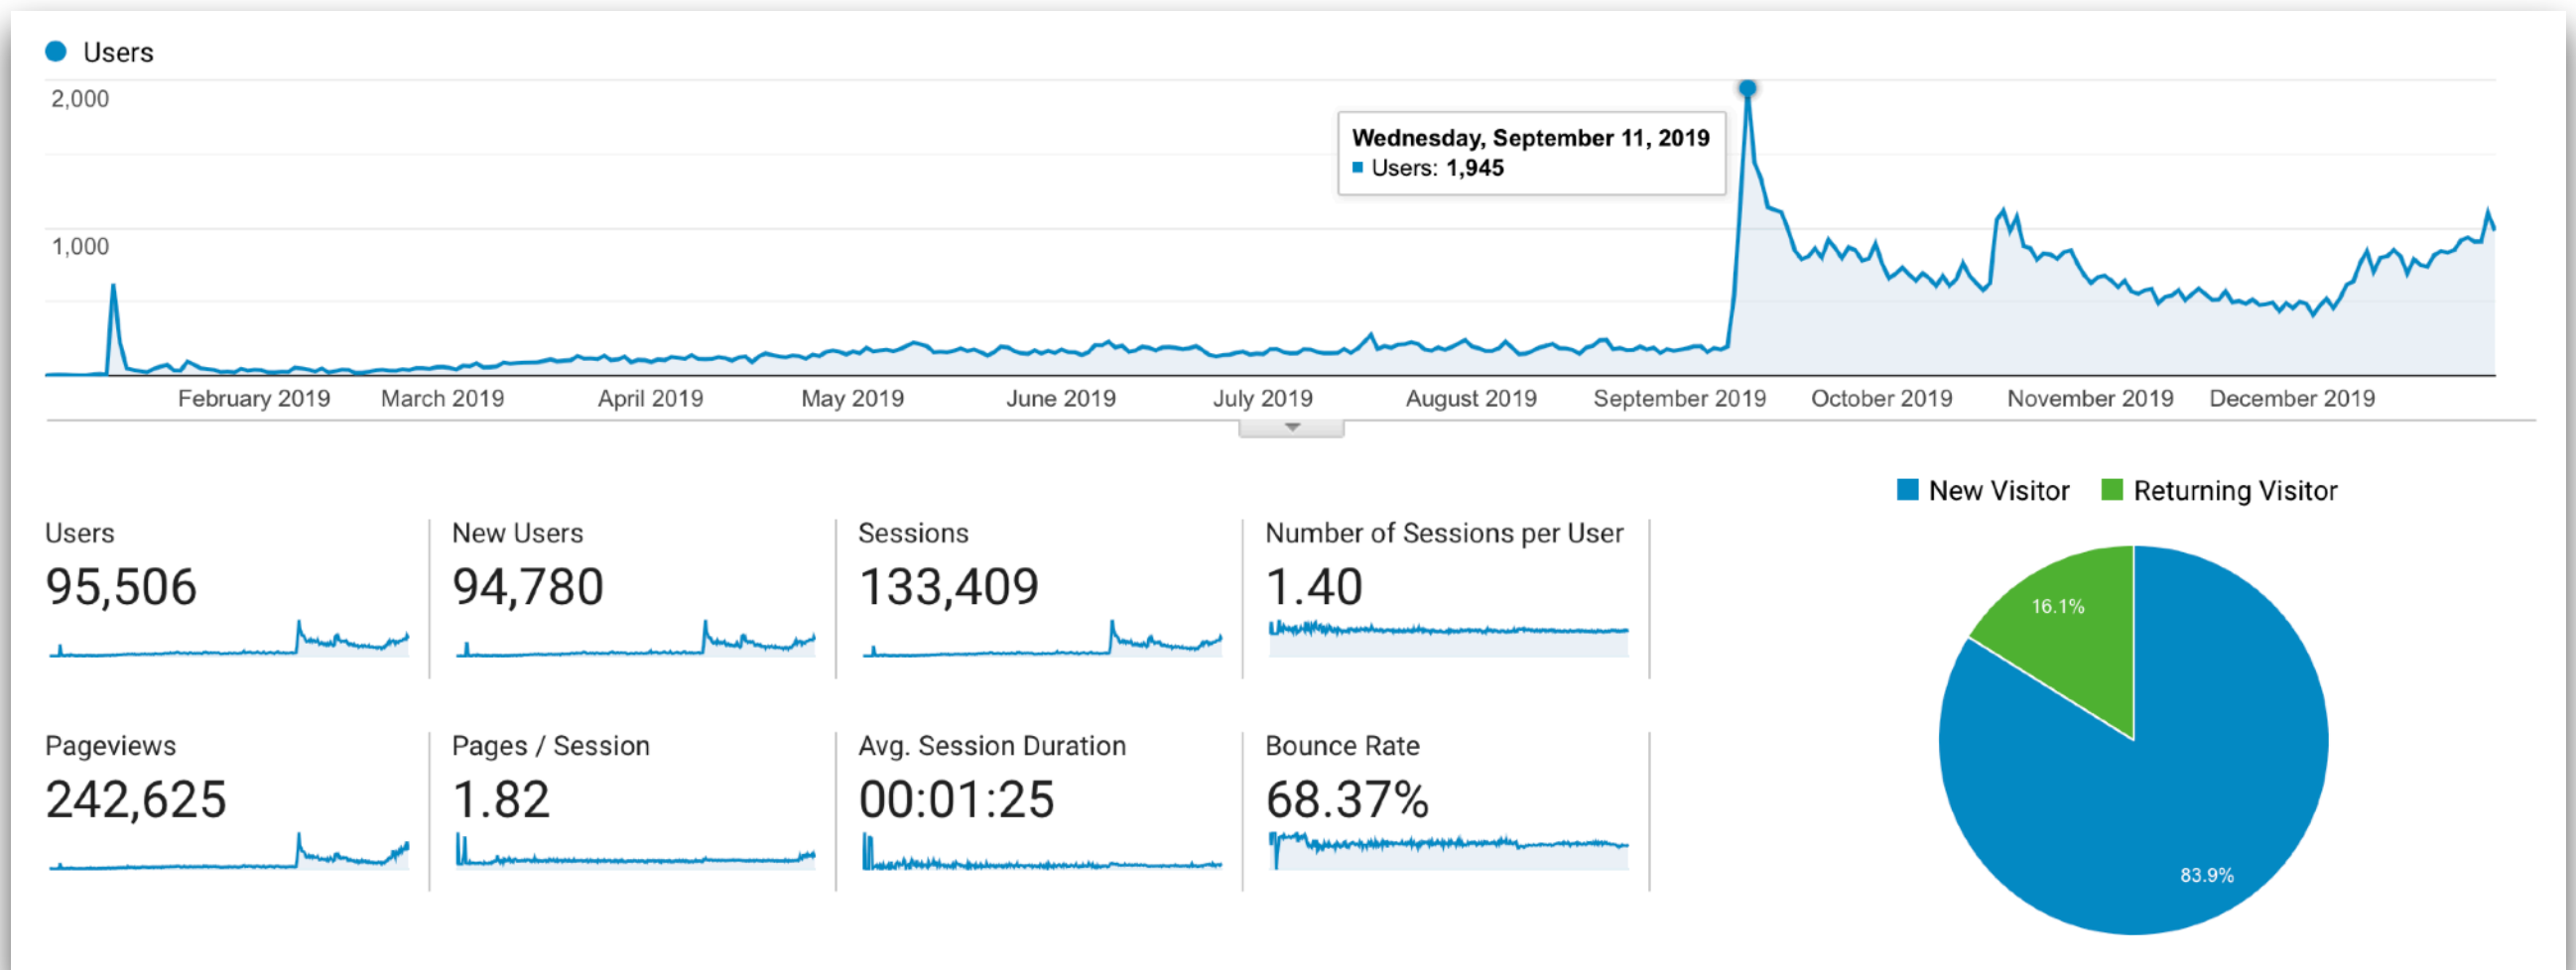 Users
2,000
Wednesday, September 11, 2019
Users: 1,945
1,000
February 2019 March 2019 April 2019 May 2019 June 2019 July 2019 August 2019 September 2019 October 2019 November 2019 December 2019
New Visitor Returning Visitor
Users New Users Sessions Number of Sessions per User
95,506 94,780 133,409 1.40
16.1%
Pageviews Pages / Session Avg. Session Duration Bounce Rate
242,625 1.82 00:01:25 68.37%
83.9%